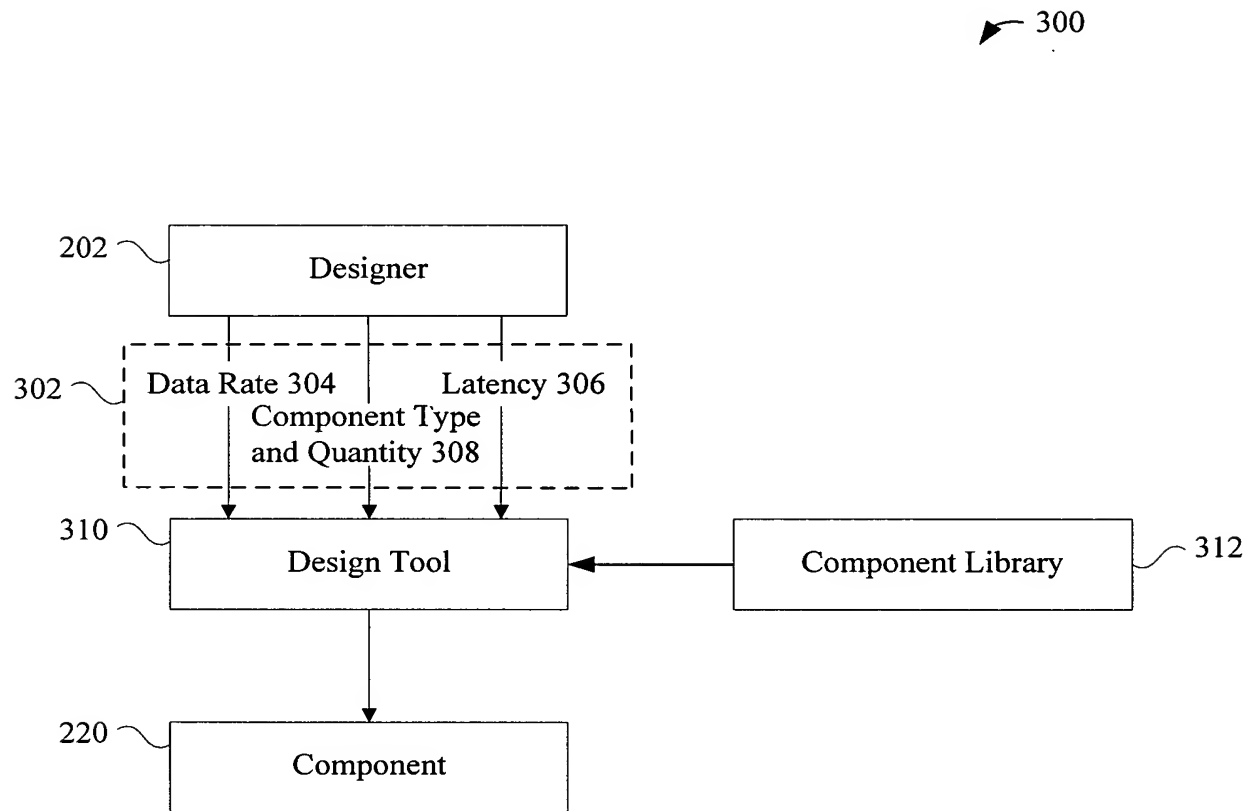 300
202
Designer
302
Data Rate 304
Latency 306
Component Type
and Quantity 308
310
Design Tool
Component Library
312
220
Component